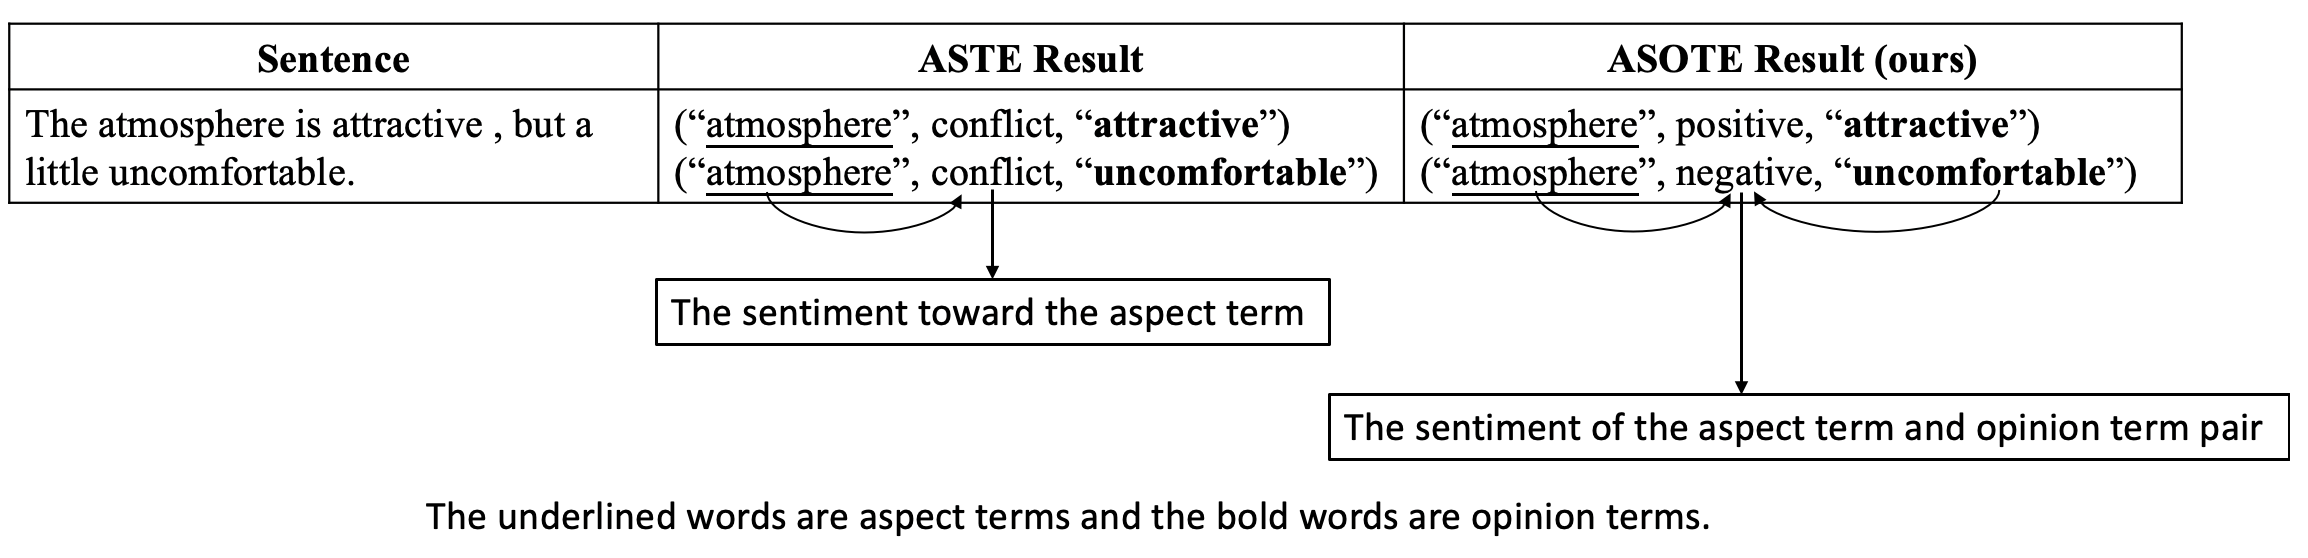 Sentence
ASTE Result
ASOTE Result (ours)
The atmosphere is attractive , but a
little uncomfortable.
(“atmosphere”, conflict, “attractive”)
(“atmosphere”, conflict, “uncomfortable”)
(“atmosphere”, positive, “attractive”)
(“atmosphere”, negative, “uncomfortable”)
The sentiment toward the aspect term
The sentiment of the aspect term and opinion term pair
The underlined words are aspect terms and the bold words are opinion terms.